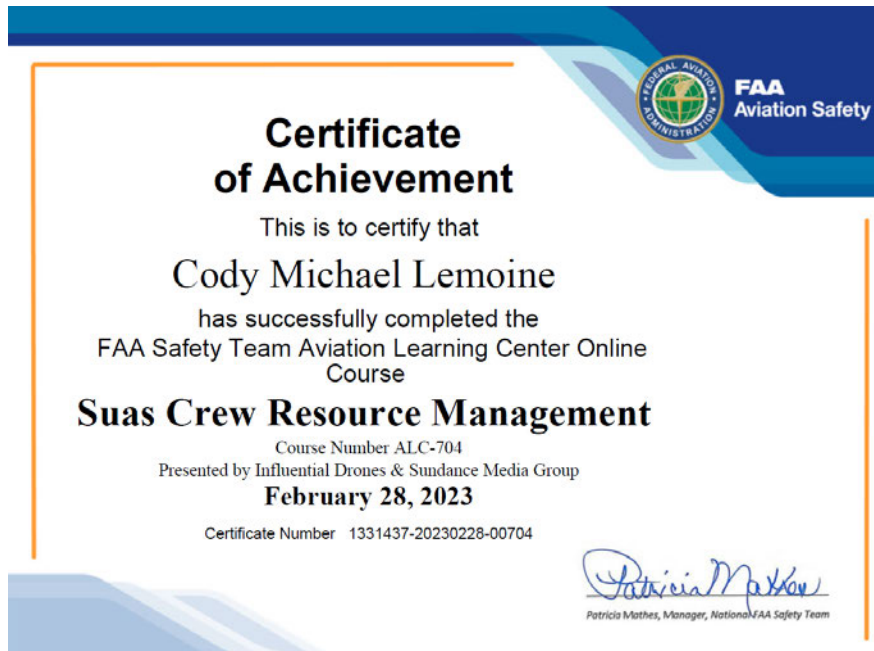 FEDERAL AVIATION
ADMINISTRATION
FAA
Aviation Safety
Certificate
of Achievement
This is to certify that
Cody Michael Lemoine
has successfully completed the
FAA Safety Team Aviation Learning Center Online
Course
Suas Crew Resource Management
Course Number ALC-704
Presented by Influential Drones & Sundance Media Group
February 28, 2023
Certificate Number 1331437-20230228-00704
Patricia Mathes
Patricia Mathes, Manager, National FAA Safety Team